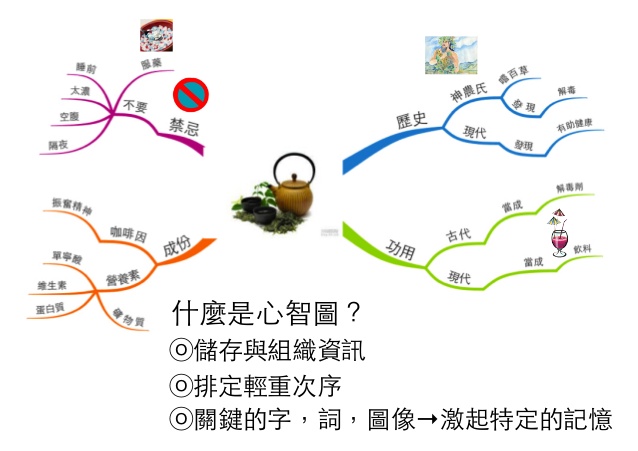 睡前
服藥
太濃
不要
空腹
隔夜
禁忌
歷史
神農氏
嚐百草
發現
解毒
現代
發現
有助健康
振奮精神
咖啡因
成份
單寧酸
營養素
維生素
蛋白質
礦物質
功用
古代
當成
解毒劑
現代
當成
飲料
什麼是心智圖？
◎儲存與組織資訊
◎排定輕重次序
◎關鍵的字，詞，圖像→激起特定的記憶